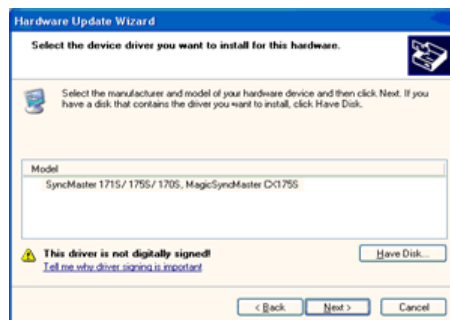 Hardware Update Wizard
Select the device driver you want to install for this hardware.
Select the manufacturer and model of your hardware device and then click Next. If you
have a disk that contains the driver you want to install, click Have Disk.
Model
SyncMaster 171S/ 175S/ 170S, MagicSyncMaster CX175S
This driver is not digitally signed!
Tell me why driver signing is important
Have Disk...
< Back
Next >
Cancel